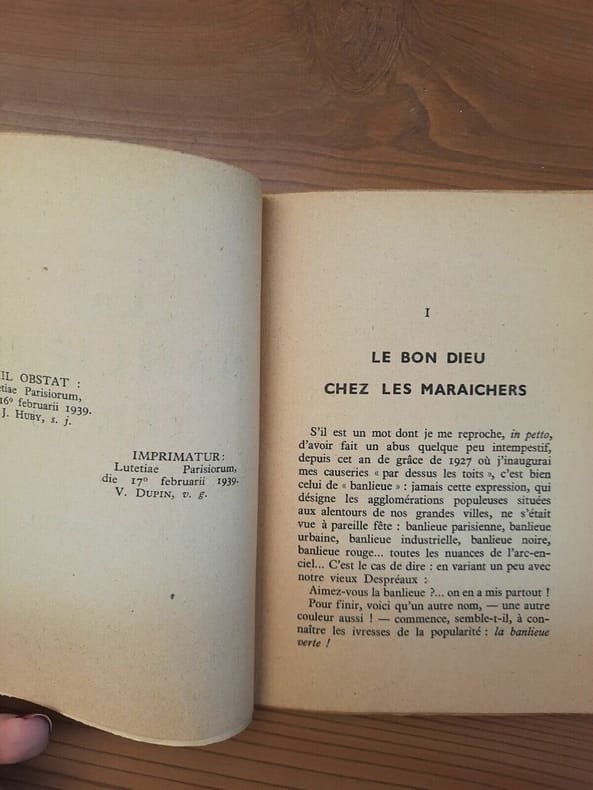 IL OBSTAT :
Parisiorum,
16º februarii 1939.
J. HUBY, s. j.
IMPRIMATUR:
Lutetiae Parisiorum,
die 17º februarii 1939.
V. DUPIN, v. g.
I
LE BON DIEU
CHEZ LES MARAICHERS
S'il est un mot dont je me reproche, in petto,
d'avoir fait un abus quelque peu intempestif,
depuis cet an de grâce de 1927 où j'inaugurai
mes causeries « par dessus les toits », c'est bien
celui de « banlieue » : jamais cette expression, qui
désigne les agglomérations populeuses situées
aux alentours de nos grandes villes, ne s'était
vue à pareille fête : banlieue parisienne, banlieue
urbaine, banlieue industrielle, banlieue noire,
banlieue rouge... toutes les nuances de l'arc-en-
ciel... C'est le cas de dire : en variant un peu avec
notre vieux Despréaux :
Aimez-vous la banlieue ?... on en a mis partout !
Pour finir, voici qu'un autre nom, — une autre
couleur aussi ! — commence, semble-t-il, à con-
naître les ivresses de la popularité : la banlieue
verte !